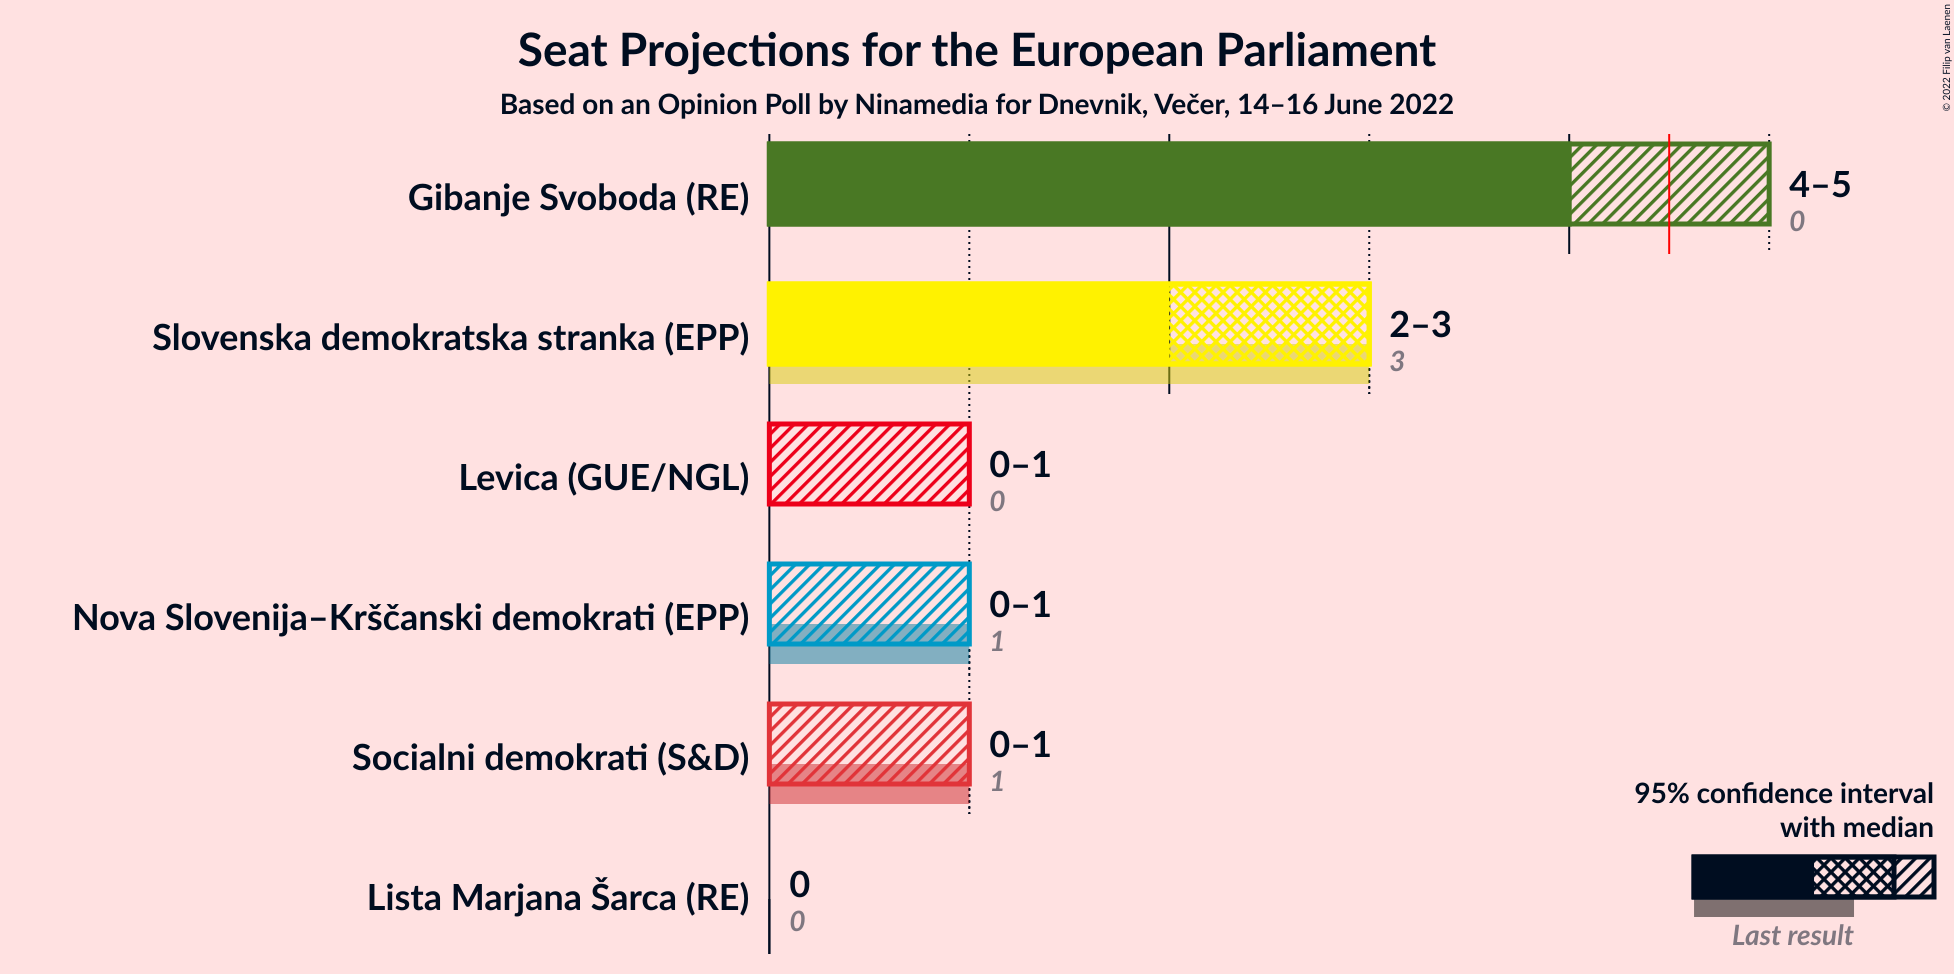 Seat Projections for the European Parliament
Based on an Opinion Poll by Ninamedia for Dnevnik, Večer, 14–16 June 2022
© 2022 Filip van Laenen
Gibanje Svoboda (RE)
4–5
0
Slovenska demokratska stranka (EPP)
2–3
3
Levica (GUE/NGL)
0–1
0
Nova Slovenija–Krščanski demokrati (EPP)
0–1
1
Socialni demokrati (S&D)
0–1
1
Lista Marjana Šarca (RE)
0
0
95% confidence interval
with median
Last result